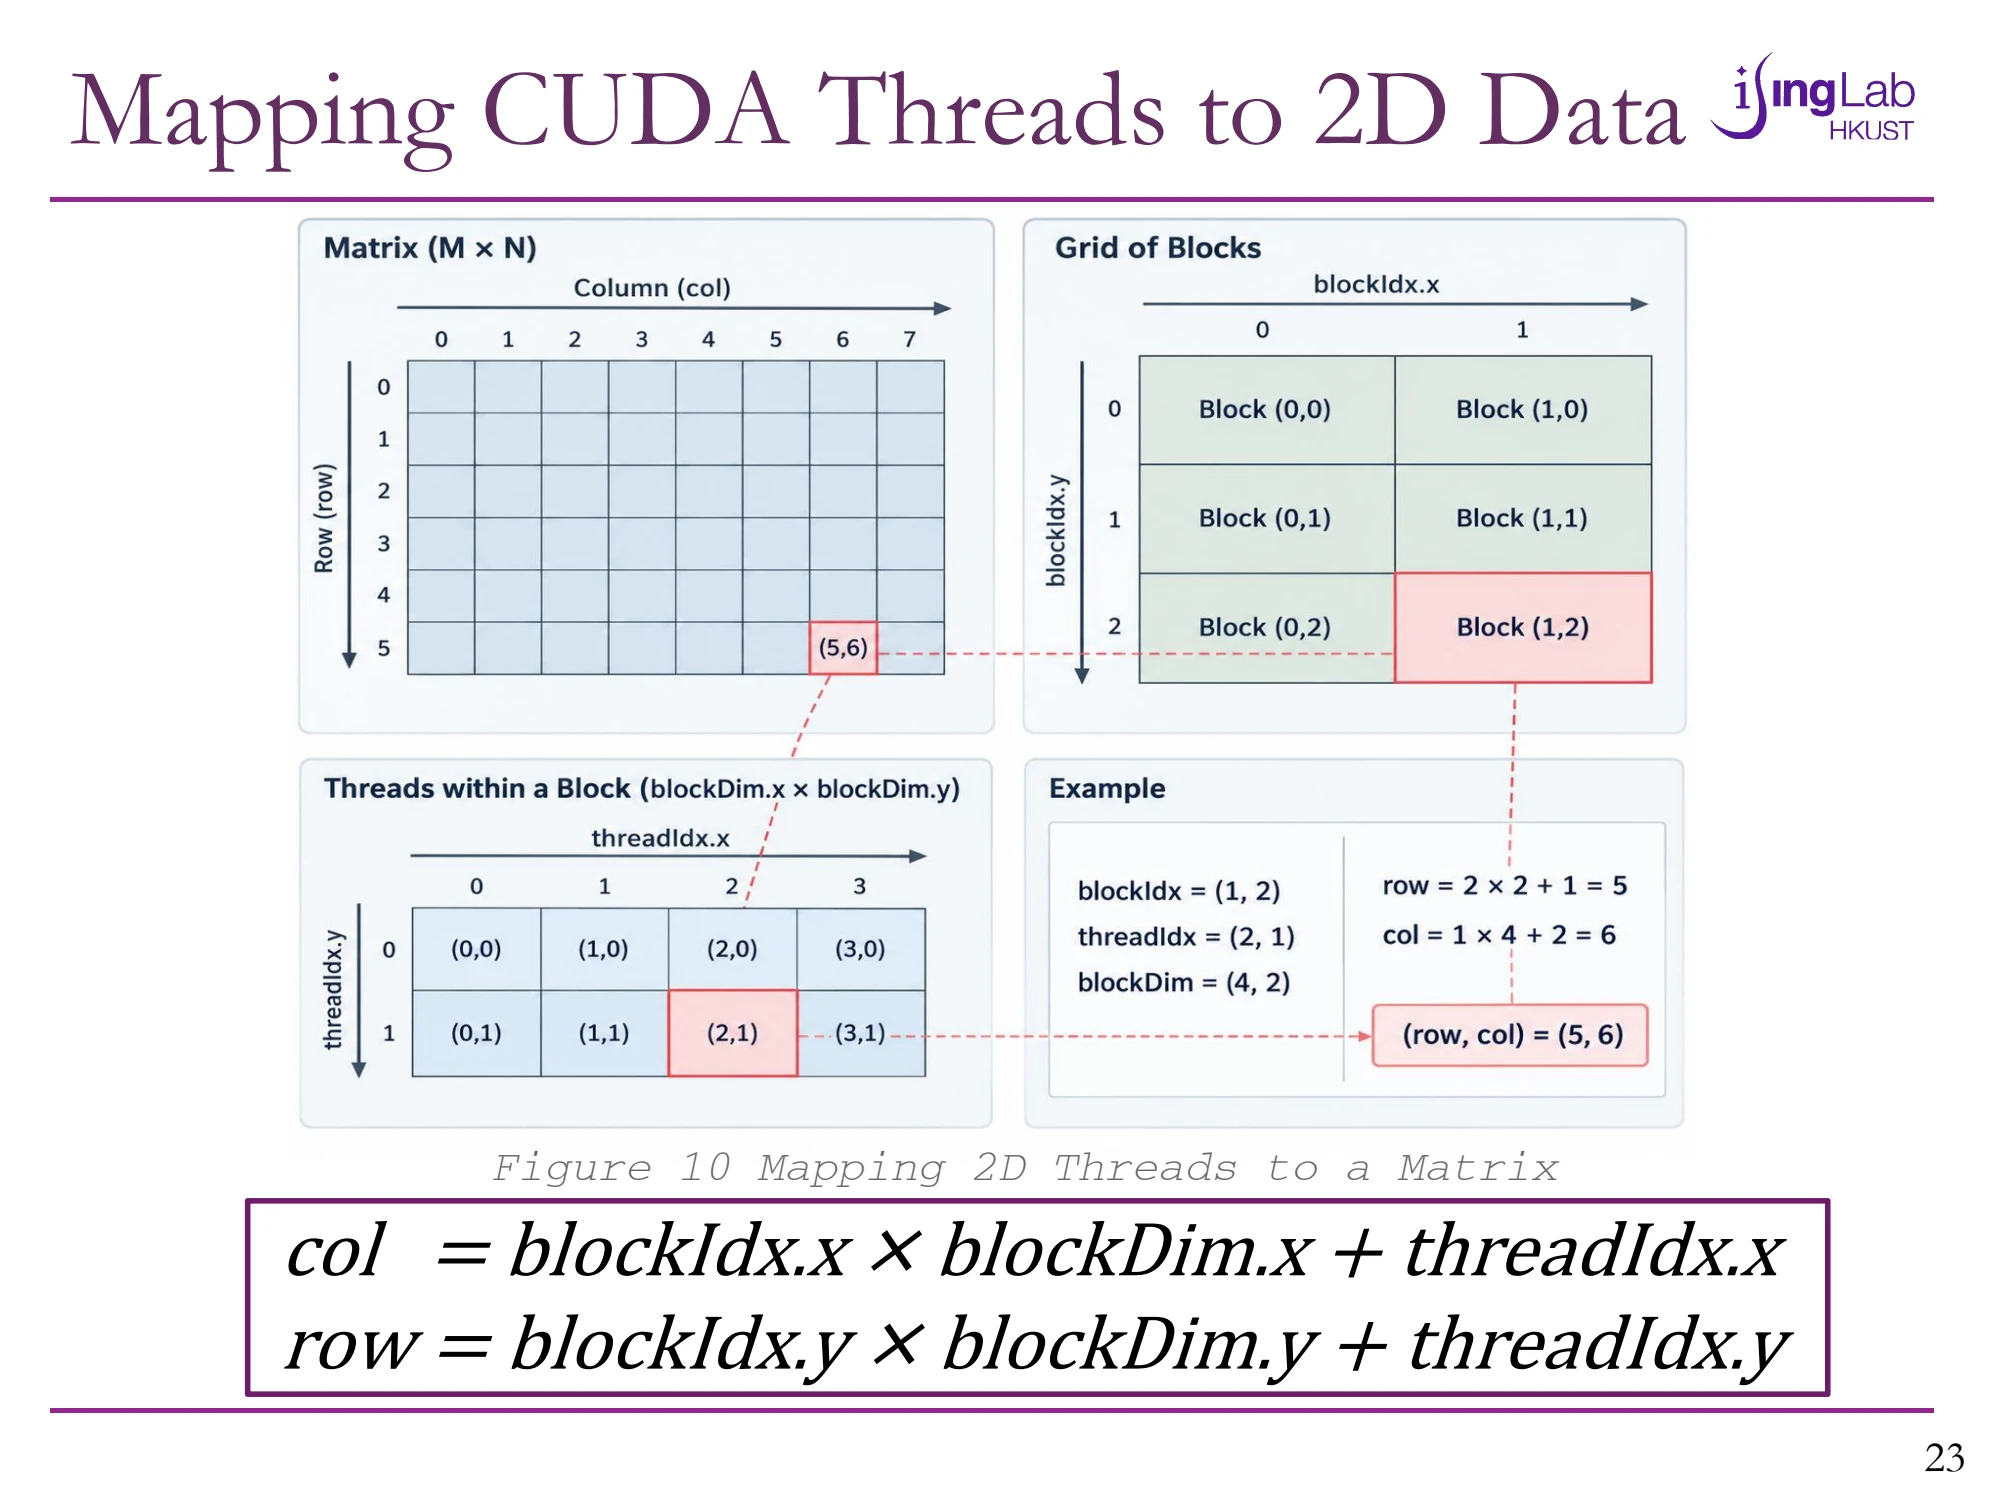 Mapping CUDA Threads to 2D Data
iSingLab
HKUST
Matrix (M × N)
Column (col)
0 1 2 3 4 5 6 7
Row (row)
0
1
2
3
4
5 (5,6)
Grid of Blocks
blockIdx.x
0 1
blockIdx.y
0 Block (0,0) Block (1,0)
1 Block (0,1) Block (1,1)
2 Block (0,2) Block (1,2)
Threads within a Block (blockDim.x × blockDim.y)
threadIdx.x
0 1 2 3
threadIdx.y
0 (0,0) (1,0) (2,0) (3,0)
1 (0,1) (1,1) (2,1) (3,1)
Example
blockIdx = (1, 2)
threadIdx = (2, 1)
blockDim = (4, 2)
row = 2 × 2 + 1 = 5
col = 1 × 4 + 2 = 6
(row, col) = (5, 6)
Figure 10 Mapping 2D Threads to a Matrix
col = blockIdx.x × blockDim.x + threadIdx.x
row = blockIdx.y × blockDim.y + threadIdx.y
23